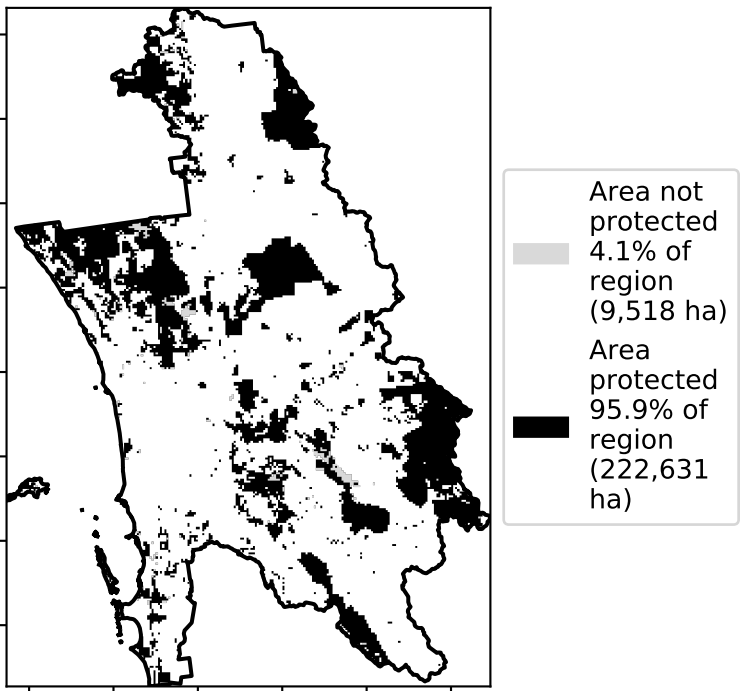 Area not
protected
4.1% of
region
(9,518 ha)
Area
protected
95.9% of
region
(222,631
ha)